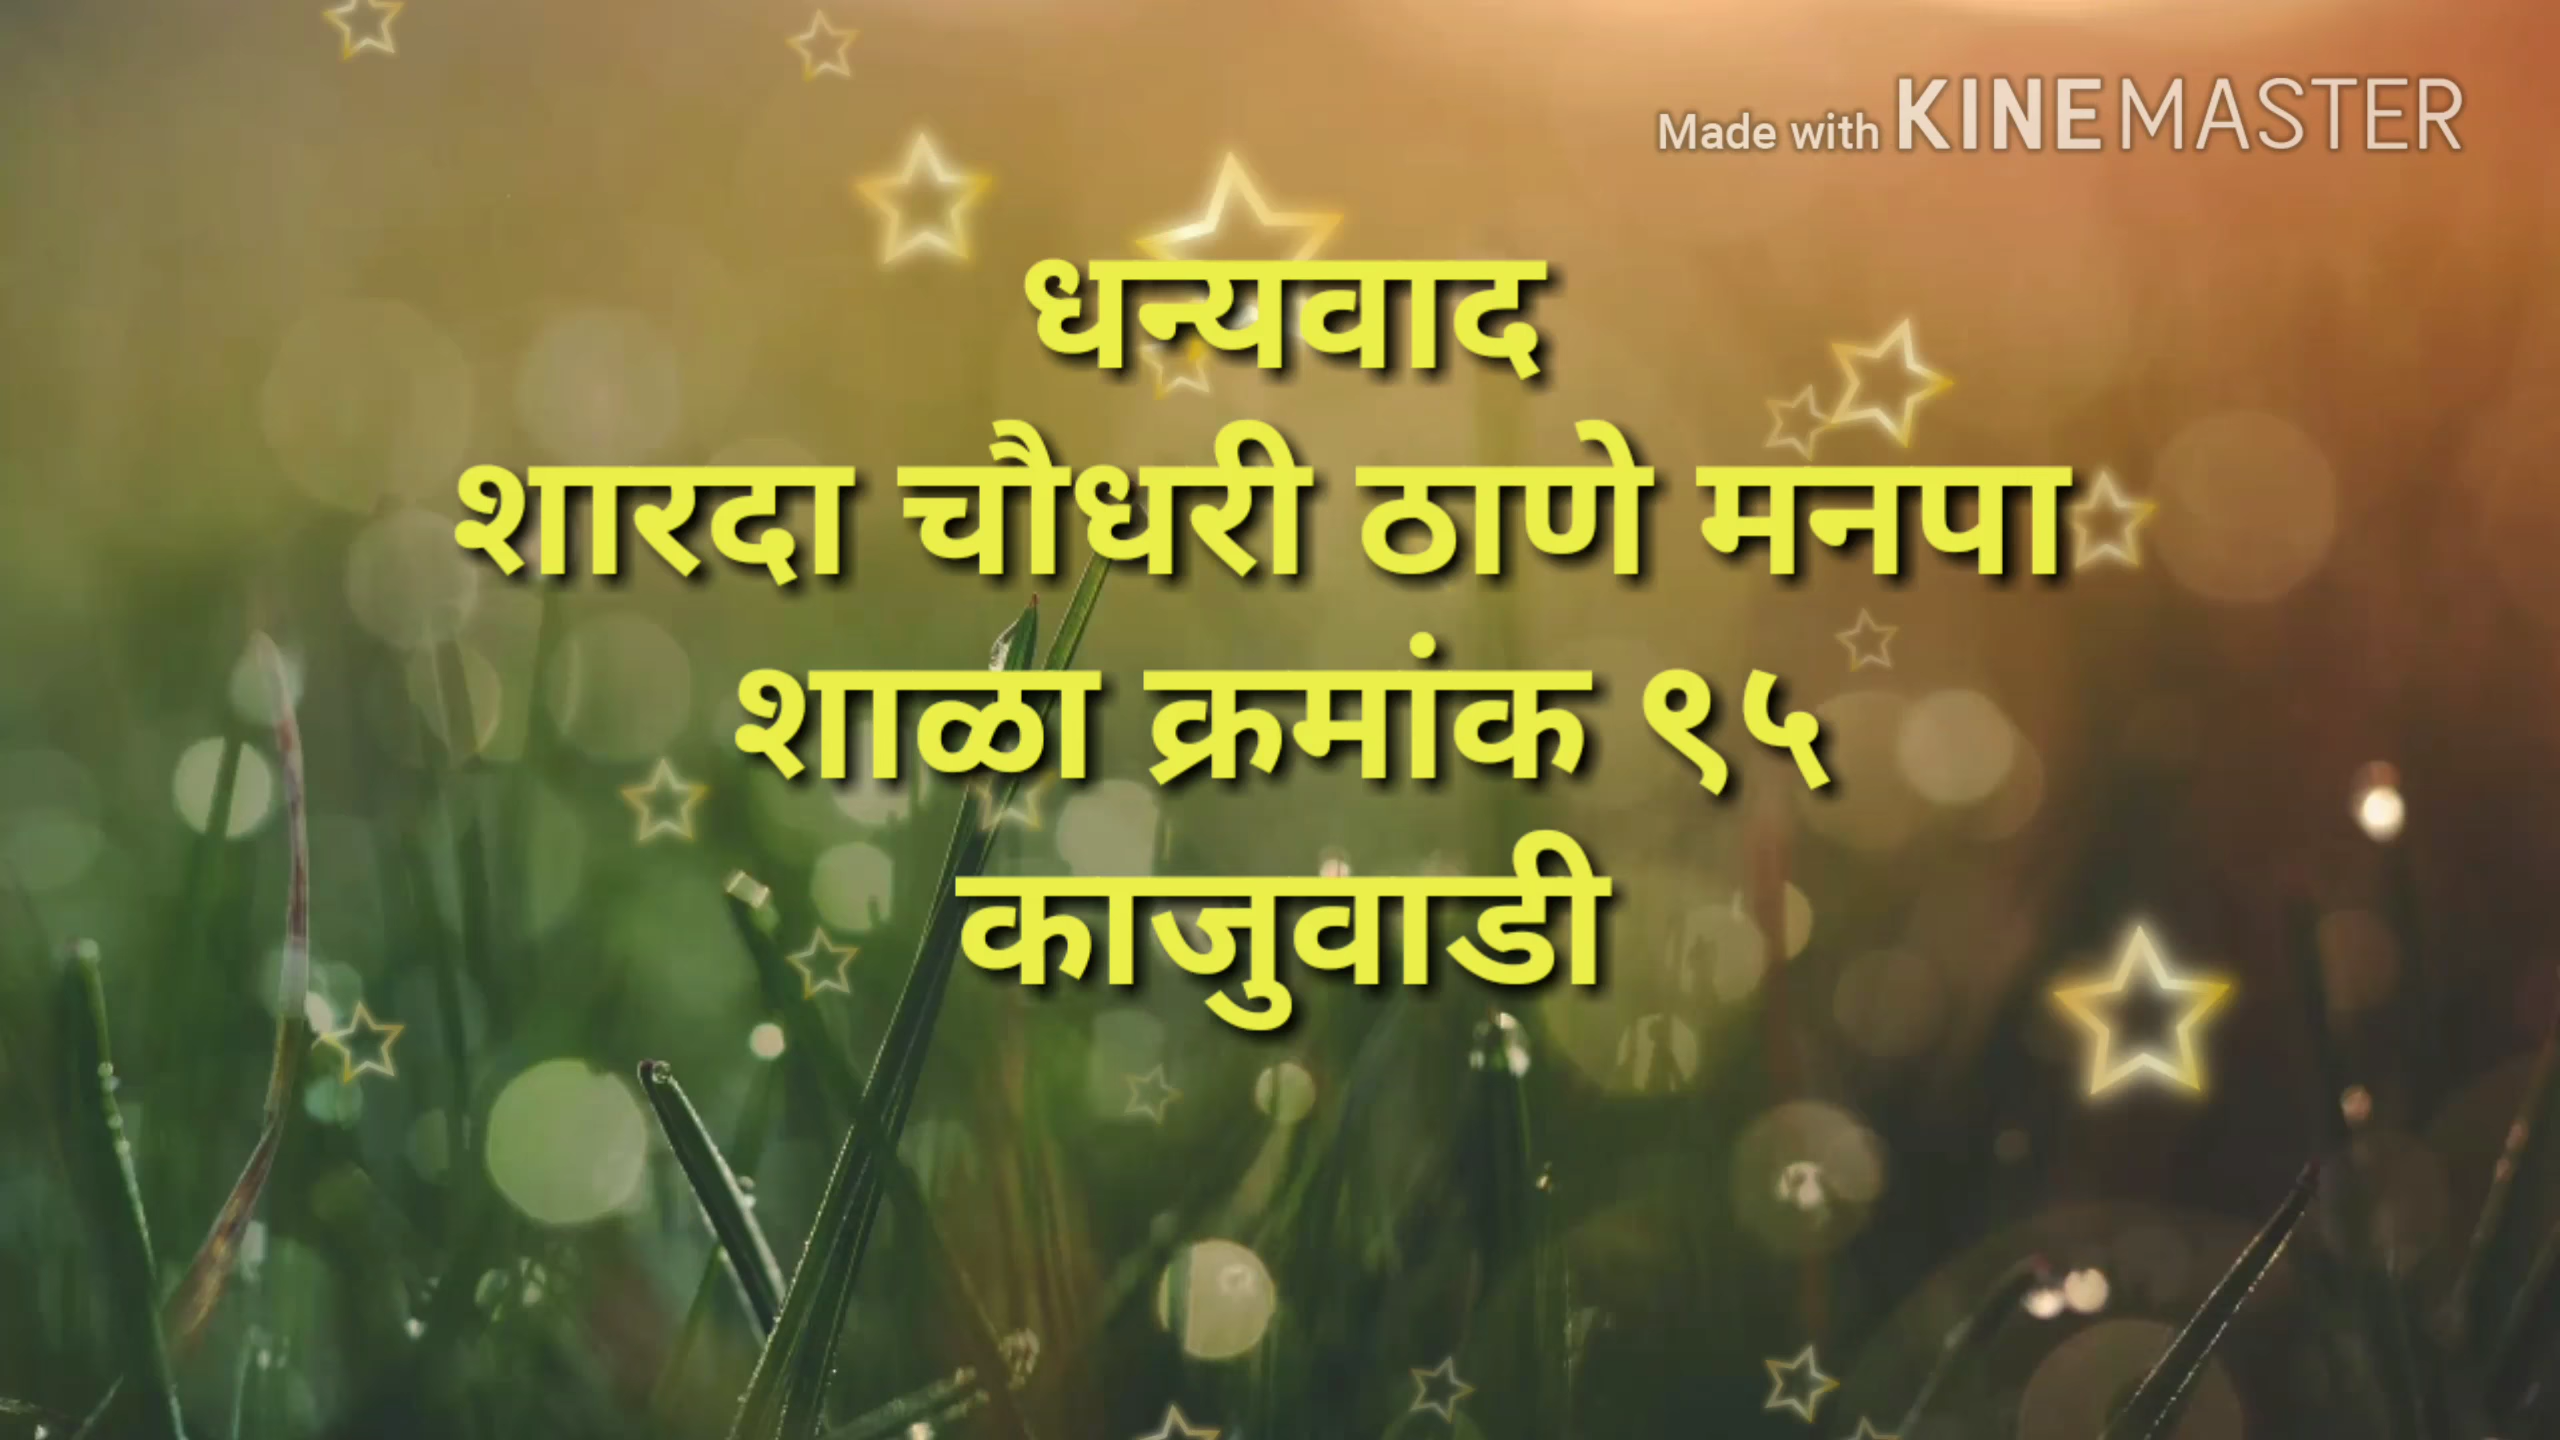 Made with KINEMASTER
धन्यवाद
शारदा चौधरी ठाणे मनपा
शाळा क्रमांक ९५
काजुवाडी